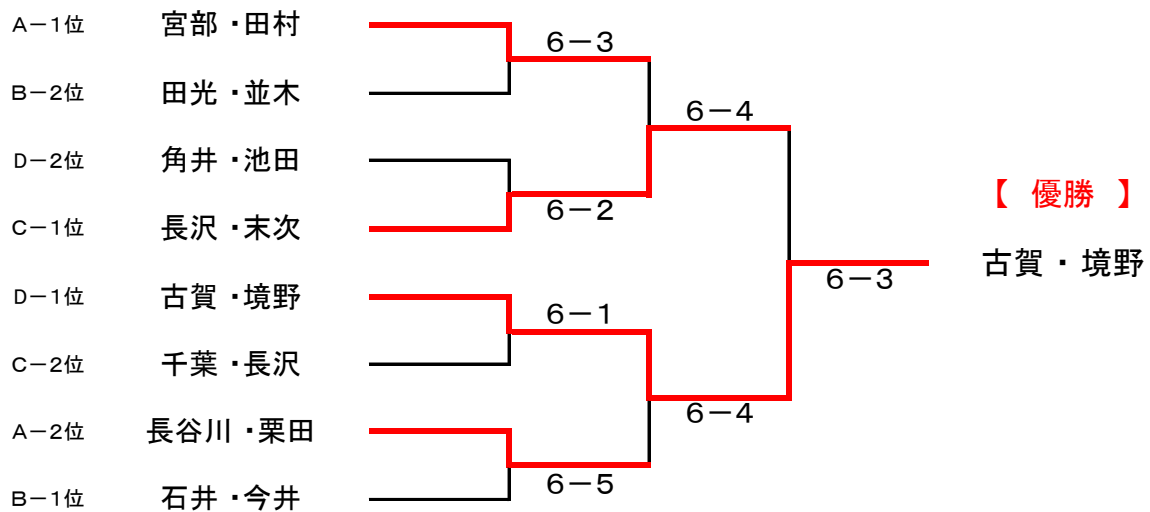 A－1位 宮部・田村
6－3
B－2位 田光・並木
6－4
D－2位 角井・池田
【 優勝 】
6－2
C－1位 長沢・末次
古賀・境野
6－3
D－1位 古賀・境野
6－1
C－2位 千葉・長沢
6－4
A－2位 長谷川・栗田
6－5
B－1位 石井・今井